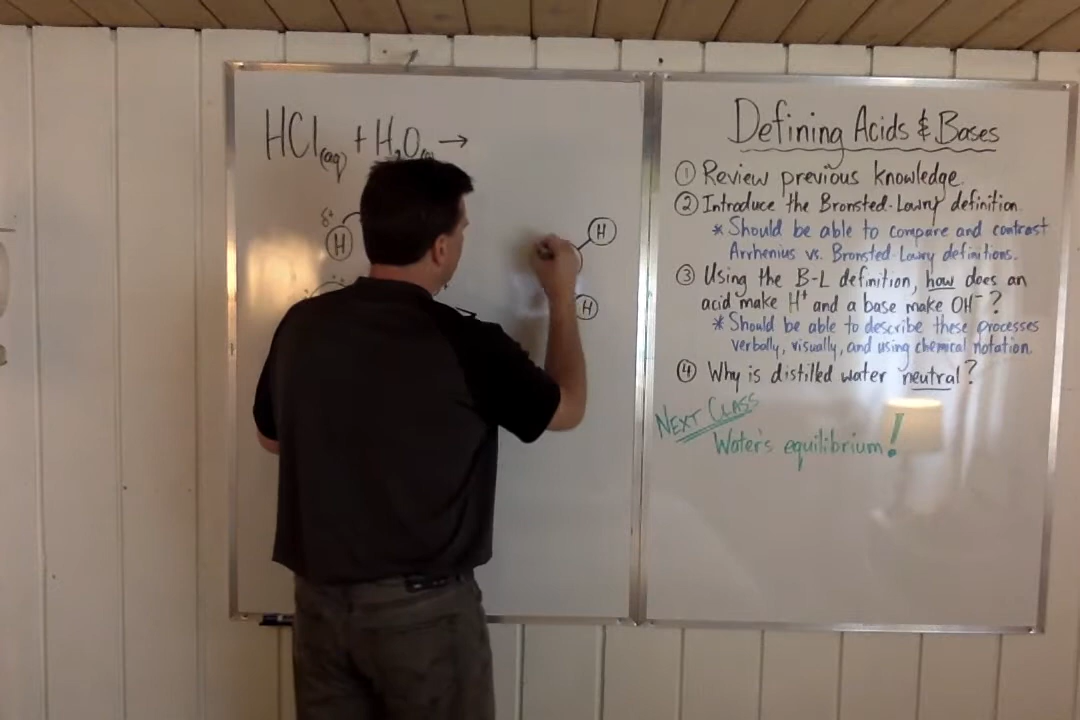 HCl(aq) + H₂O →
δ⁺
H
H
H
Defining Acids & Bases
① Review previous knowledge.
② Introduce the Bronsted-Lowry definition
* Should be able to compare and contrast
Arrhenius vs. Bronsted-Lowry definitions.
③ Using the B-L definition, how does an
acid make H⁺ and a base make OH⁻?
* Should be able to describe these processes
verbally, visually, and using chemical notation.
④ Why is distilled water neutral?
NEXT CLASS
Water's equilibrium!